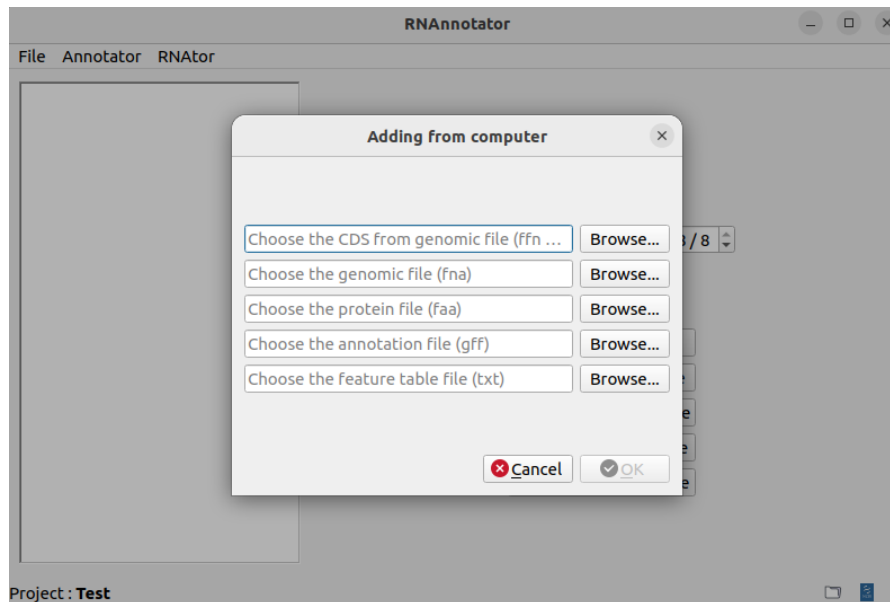 RNAnnotator
File Annotator RNAtor
Adding from computer
Choose the CDS from genomic file (ffn ... Browse...
/ 8
Choose the genomic file (fna) Browse...
Choose the protein file (faa) Browse...
Choose the annotation file (gff) Browse...
Choose the feature table file (txt) Browse...
Cancel OK
Project : Test